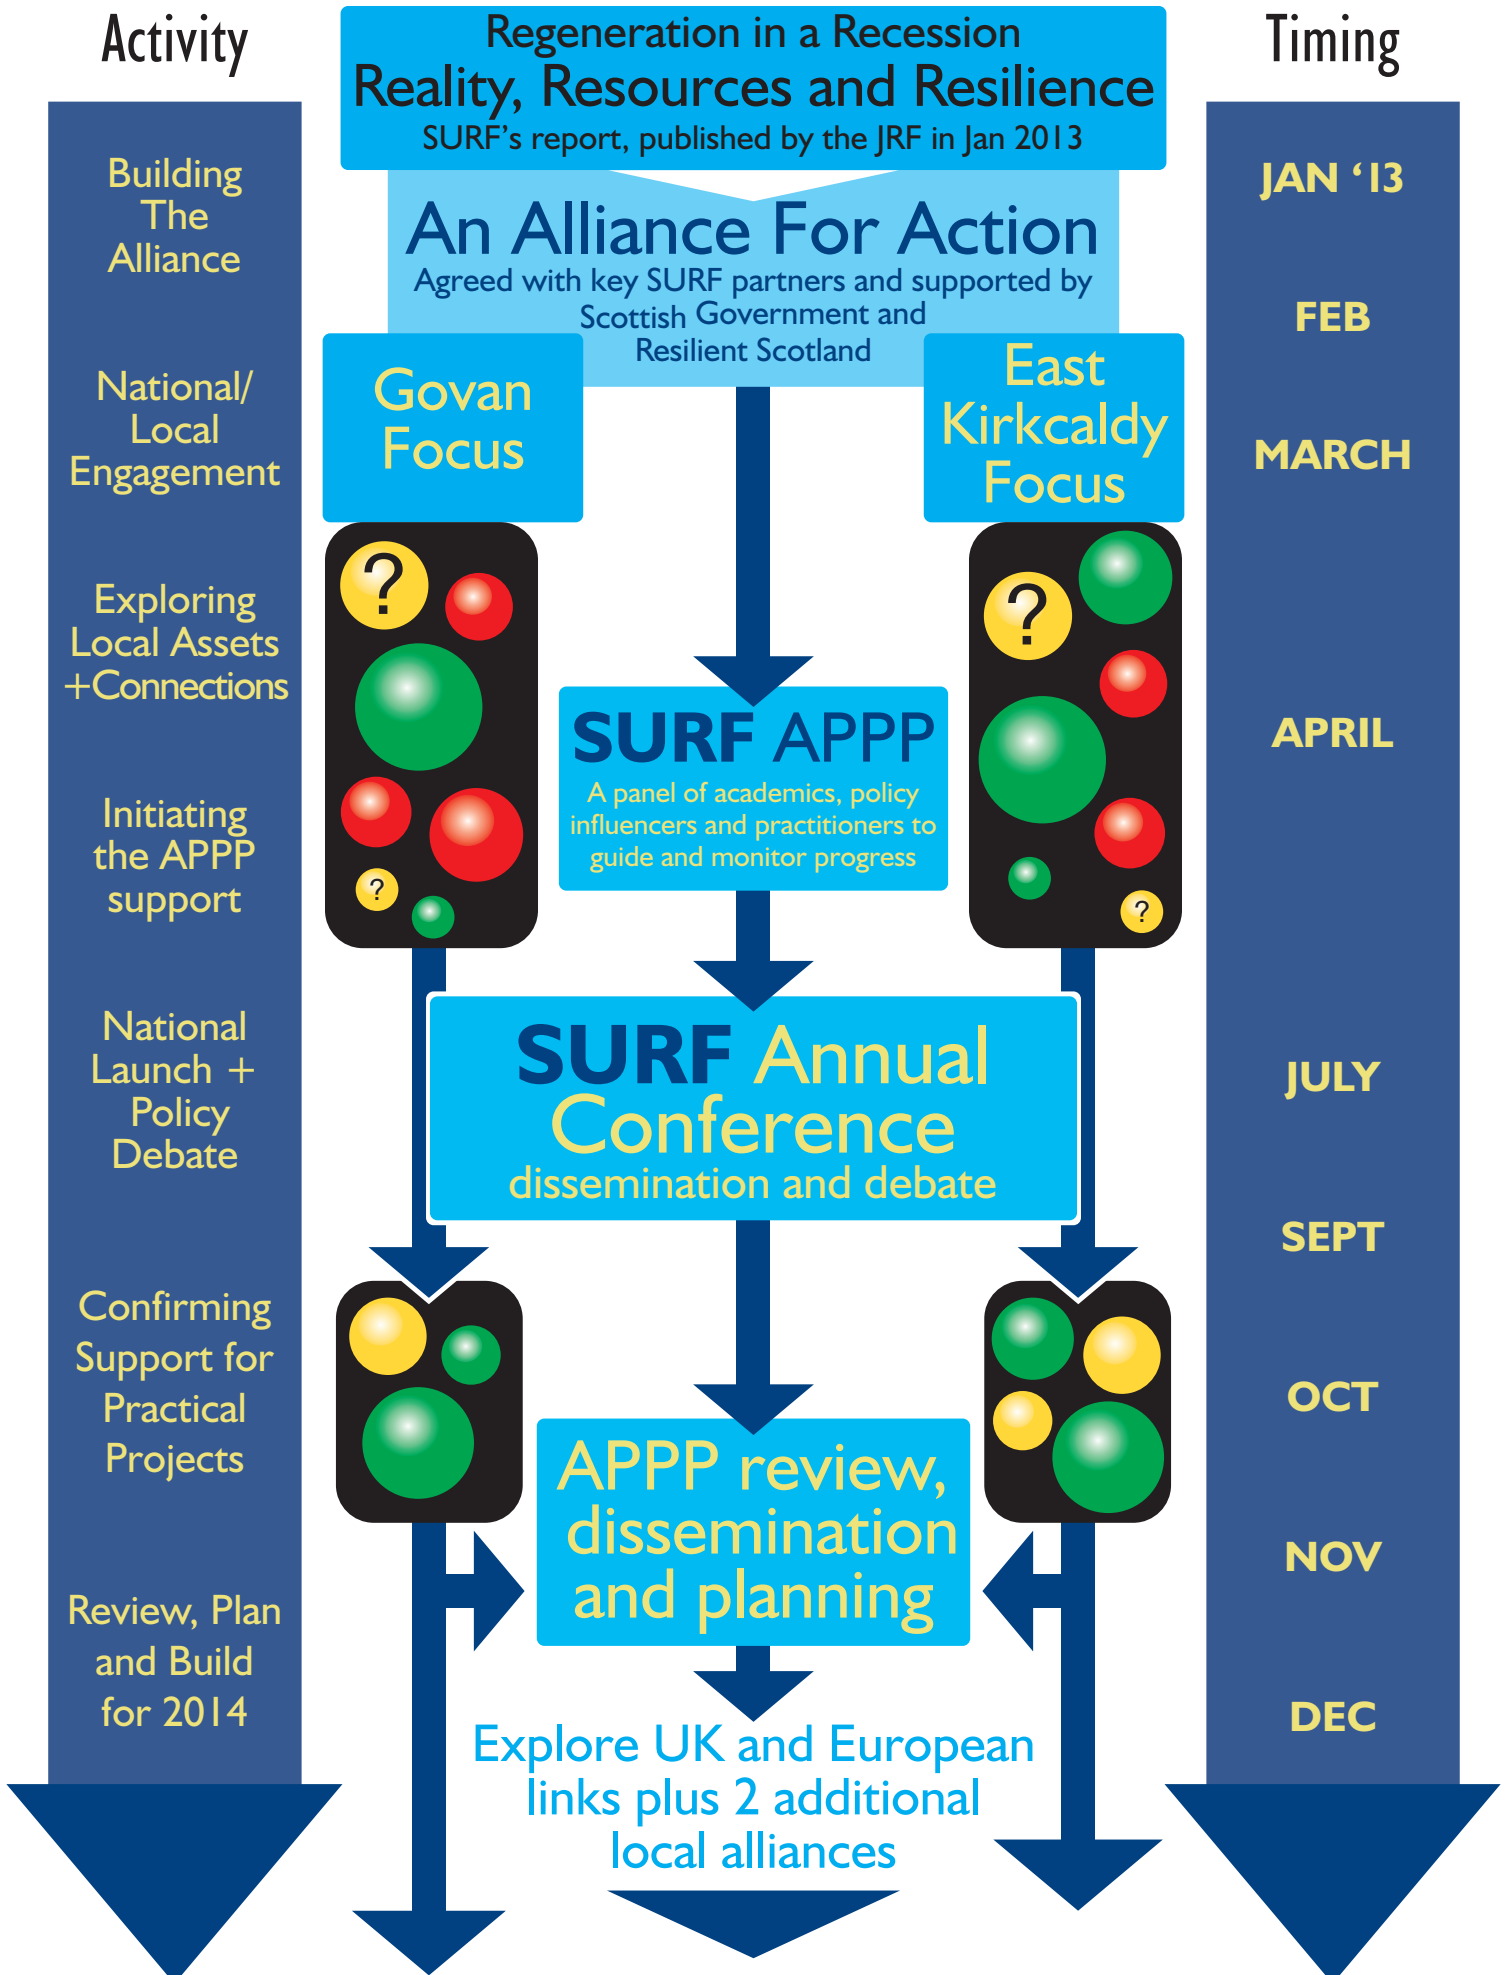 Activity
Building
The
Alliance
National/
Local
Engagement
Exploring
Local Assets
+Connections
Initiating
the APPP
support
National
Launch +
Policy
Debate
Confirming
Support for
Practical
Projects
Review, Plan
and Build
for 2014
Regeneration in a Recession
Reality, Resources and Resilience
SURF's report, published by the JRF in Jan 2013
An Alliance For Action
Agreed with key SURF partners and supported by
Scottish Government and
Resilient Scotland
Govan
Focus
?
?
East
Kirkcaldy
Focus
?
?
SURF APPP
A panel of academics, policy
influencers and practitioners to
guide and monitor progress
SURF Annual
Conference
dissemination and debate
APPP review,
dissemination
and planning
Explore UK and European
links plus 2 additional
local alliances
Timing
JAN ‘13
FEB
MARCH
APRIL
JULY
SEPT
OCT
NOV
DEC